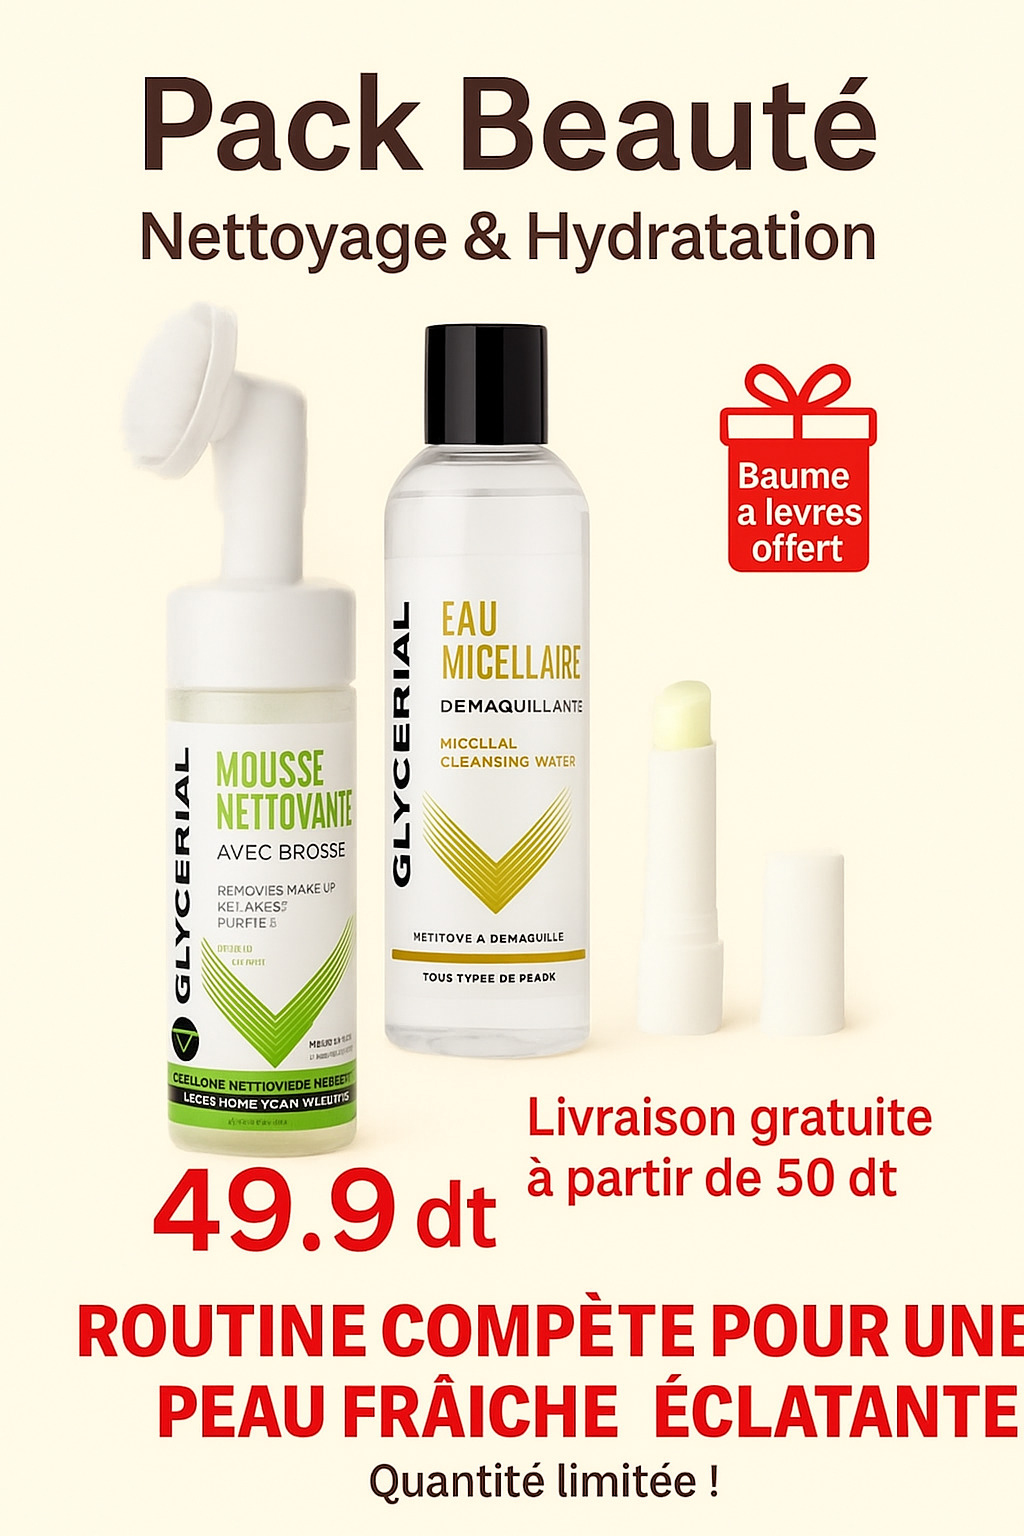 Pack Beauté
Nettoyage & Hydratation
Baume
a levres
offert
GLYCERIAL
EAU
MICELLAIRE
DEMAQUILLANTE
MICCLLAL
CLEANSING WATER
METITOVE A DEMAGUILLE
TOUS TYPEE DE PEADK
GLYCERIAL
MOUSSE
NETTOVANTE
AVEC BROSSE
REMOVIES MAKE UP
KELAKES
PURFIE
CEELLONE NETTIOVIEDE NEBEET
LECES HOME YCAN WLEUTYIS
Livraison gratuite
à partir de 50 dt
49.9 dt
ROUTINE COMPÈTE POUR UNE
PEAU FRÂICHE ÉCLATANTE
Quantité limitée !